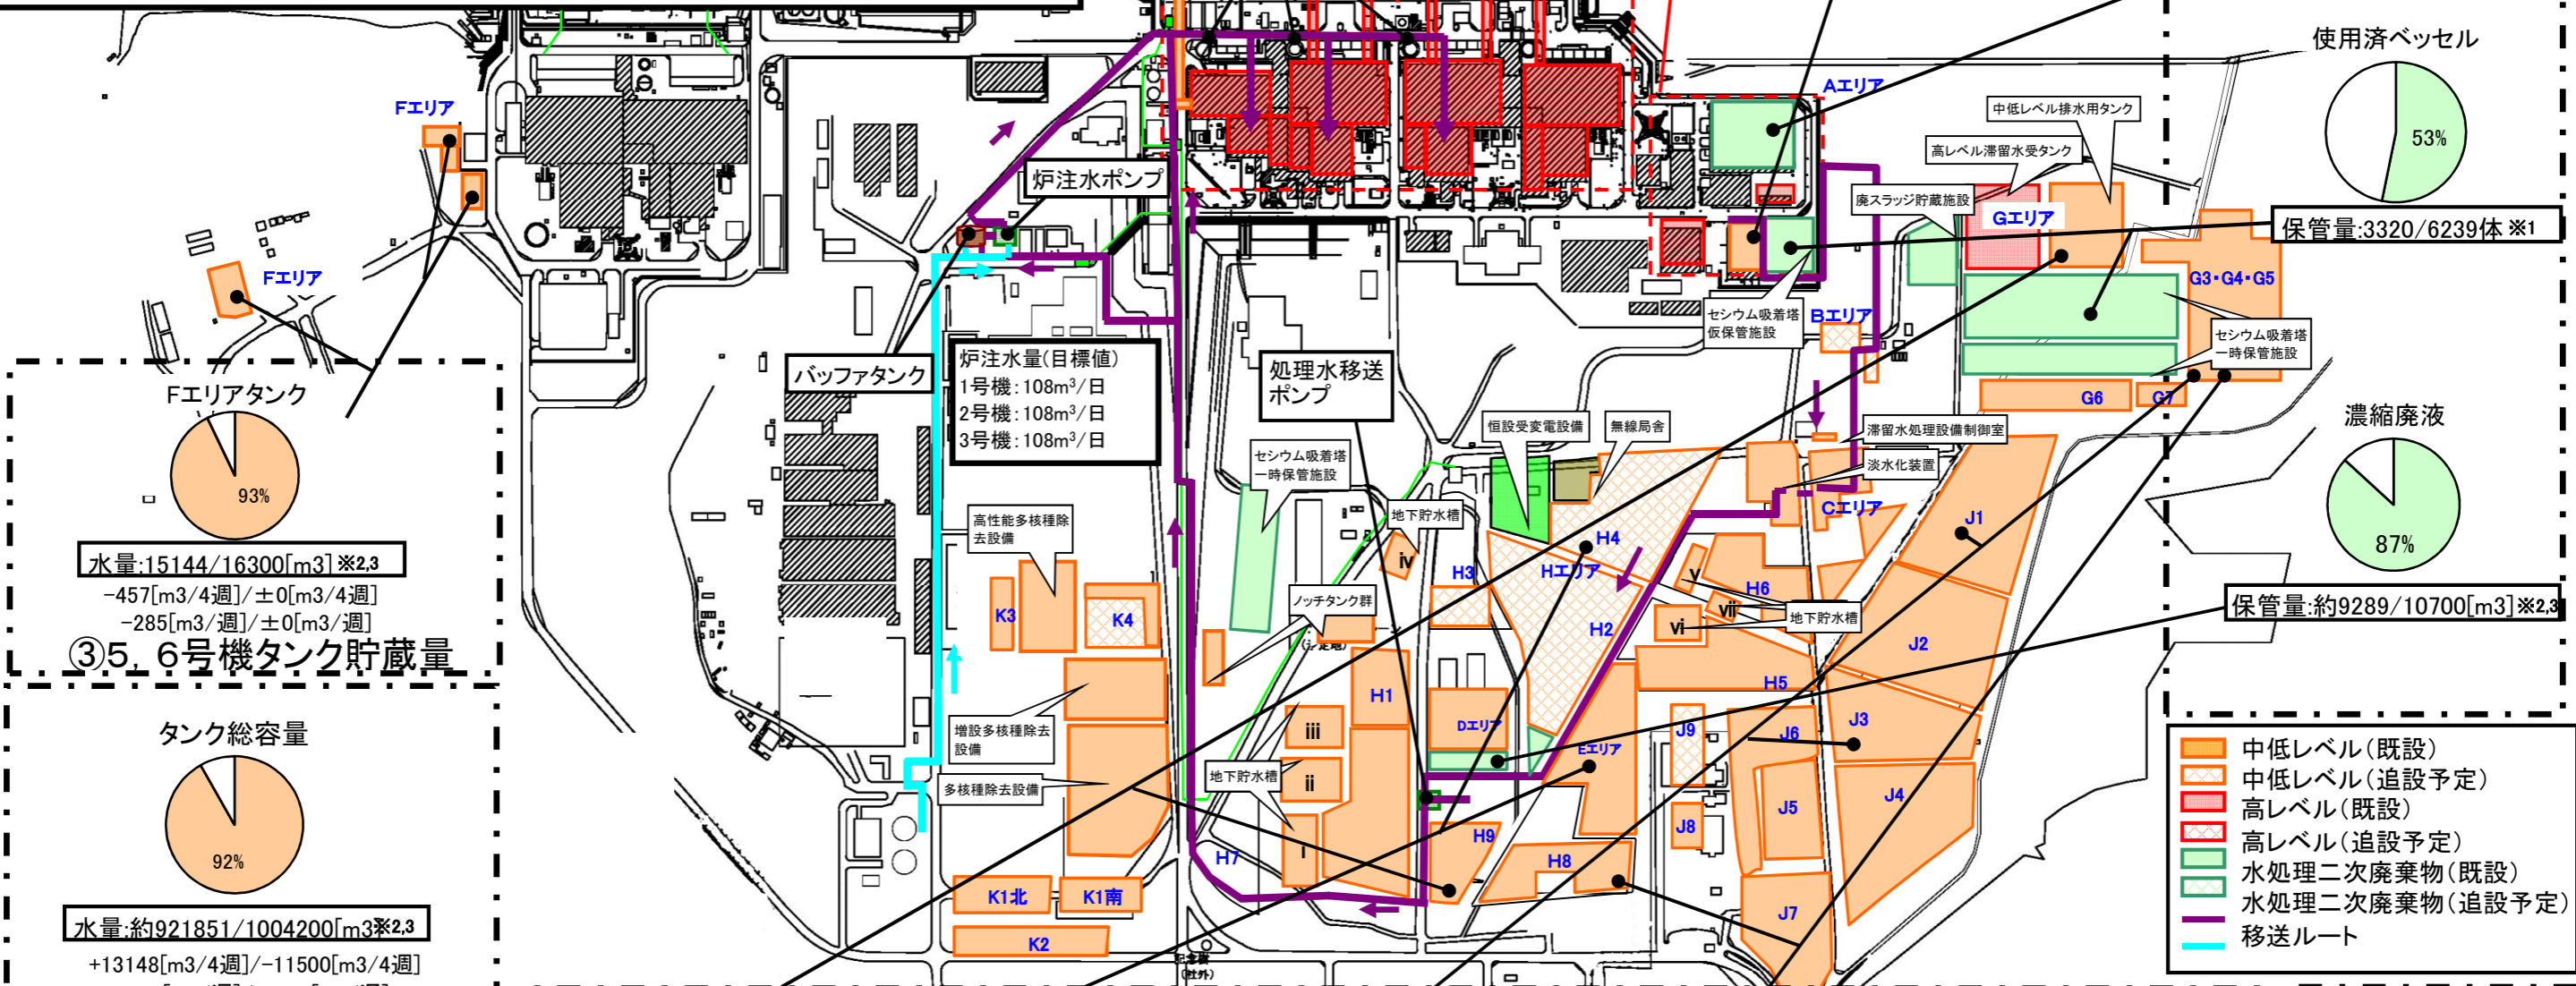 Fエリア
Fエリア
Fエリアタンク
93%
水量:15144/16300[m3]※2,3
-457[m3/4週]/±0[m3/4週]
-285[m3/週]/±0[m3/週]
③5，6号機タンク貯蔵量
タンク総容量
92%
水量:約921851/1004200[m3※2,3
+13148[m3/4週]/-11500[m3/4週]
炉注水ポンプ
バッファタンク
炉注水量(目標値)
1号機：108m³/日
2号機：108m³/日
3号機：108m³/日
処理水移送
ポンプ
セシウム吸着塔
一時保管施設
高性能多核種除
去設備
K3
K4
増設多核種除去
設備
多核種除去設備
K1北
K1南
K2
ノッチタンク群
地下貯水槽
iv
地下貯水槽
iii
ii
i
H1
H7
H3
恒設受変電設備
無線局舎
H4
Hエリア
H2
Dエリア
Eエリア
H9
H8
H5
H6
v
vii
vi
地下貯水槽
記念樹
(社外)
Aエリア
Bエリア
Cエリア
セシウム吸着塔
仮保管施設
廃スラッジ貯蔵施設
高レベル滞留水受タンク
中低レベル排水用タンク
Gエリア
G3・G4・G5
セシウム吸着塔
一時保管施設
G6
G7
滞留水処理設備制御室
淡水化装置
J1
J2
J3
J4
J5
J6
J7
J8
J9
使用済ベッセル
53%
保管量:3320/6239体 ※1
濃縮廃液
87%
保管量:約9289/10700[m3]※2,3
中低レベル(既設)
中低レベル(追設予定)
高レベル(既設)
高レベル(追設予定)
水処理二次廃棄物(既設)
水処理二次廃棄物(追設予定)
移送ルート